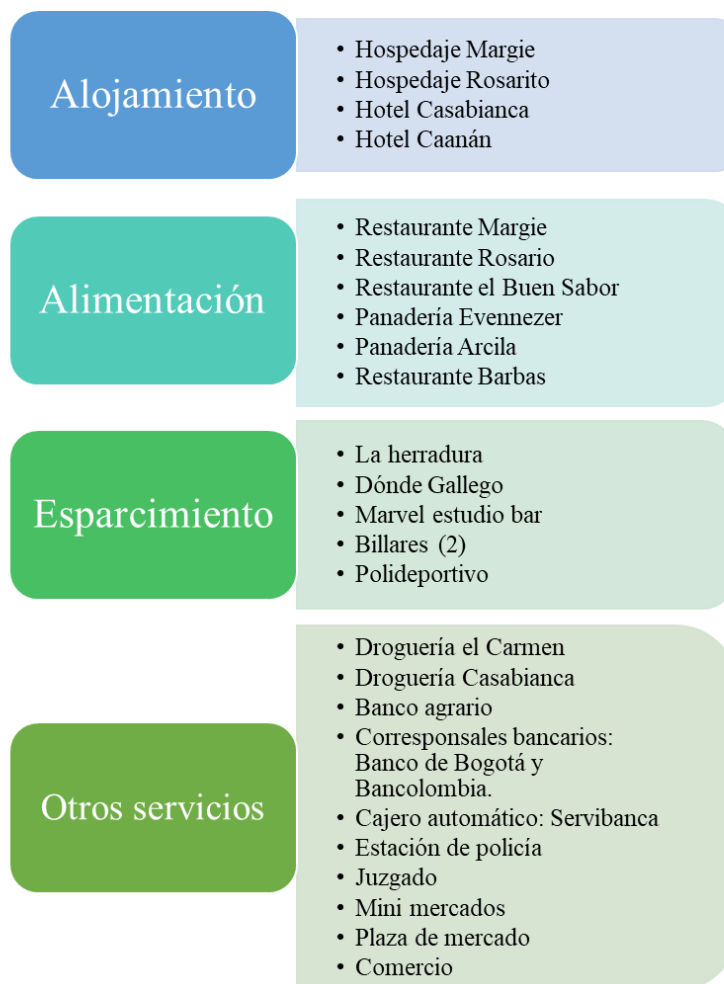 Alojamiento
• Hospedaje Margie
• Hospedaje Rosarito
• Hotel Casabianca
• Hotel Caanán
Alimentación
• Restaurante Margie
• Restaurante Rosario
• Restaurante el Buen Sabor
• Panadería Evennezer
• Panadería Arcila
• Restaurante Barbas
Esparcimiento
• La herradura
• Dónde Gallego
• Marvel estudio bar
• Billares (2)
• Polideportivo
Otros servicios
• Droguería el Carmen
• Droguería Casabianca
• Banco agrario
• Corresponsales bancarios:
Banco de Bogotá y
Bancolombia.
• Cajero automático: Servibanca
• Estación de policía
• Juzgado
• Mini mercados
• Plaza de mercado
• Comercio